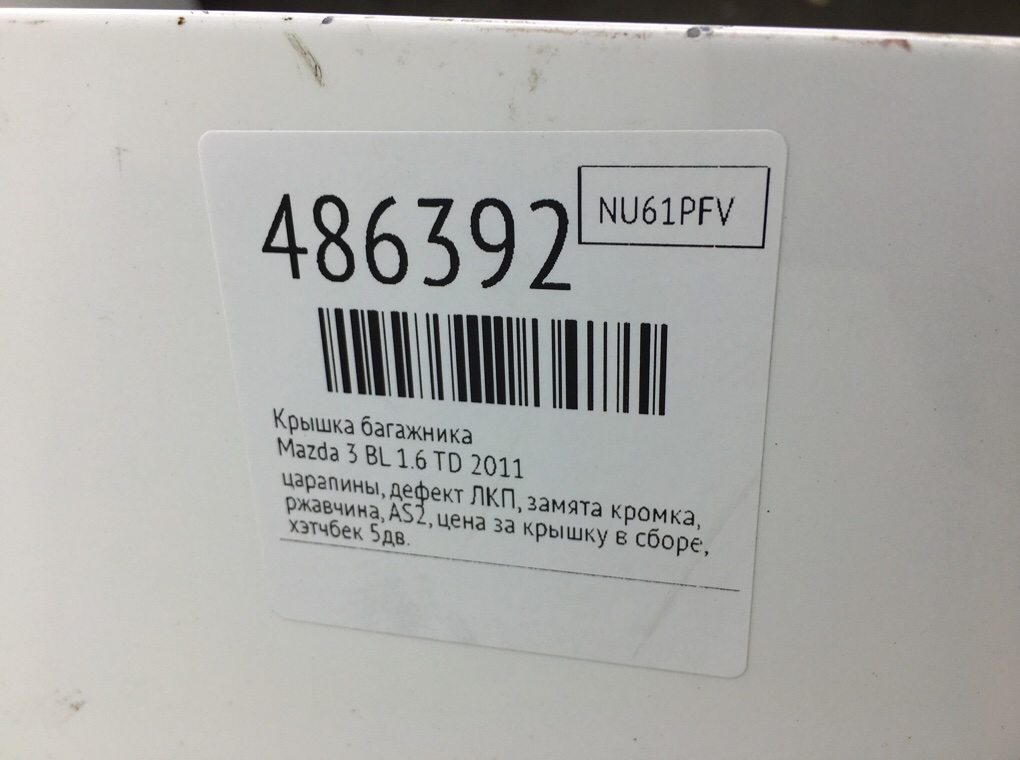 486392
NU61PFV
Крышка багажника
Mazda 3 BL 1.6 TD 2011
царапины, дефект ЛКП, замята кромка,
ржавчина, AS2, цена за крышку в сборе,
хэтчбек 5дв.